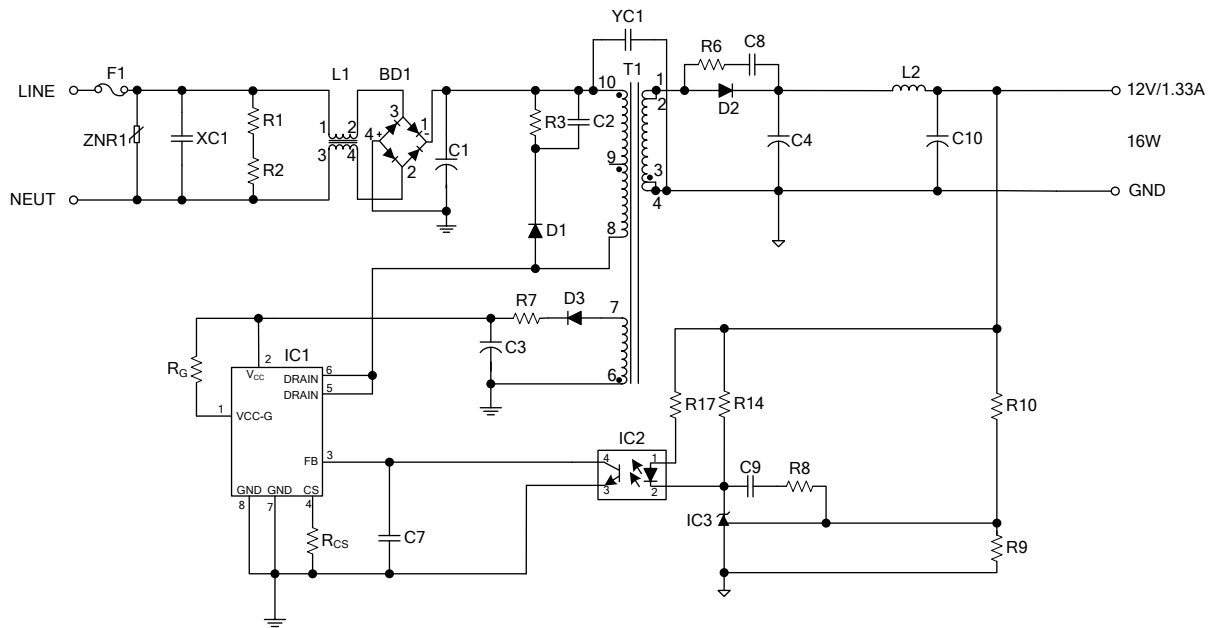 YC1
F1
L1
BD1
T1
R6
C8
L2
LINE
10
1
2
D2
12V/1.33A
ZNR1
XC1
R1
R2
1
2
3
4
3
4
+
1
-
2
C1
R3
C2
9
3
4
C4
C10
16W
NEUT
GND
D1
8
R7
D3
7
C3
6
RG
2
IC1
VCC
DRAIN
6
DRAIN
5
1
VCC-G
R17
R14
R10
IC2
FB
3
4
1
3
2
C9
R8
GND
GND
CS
8
7
4
IC3
RCS
C7
R9